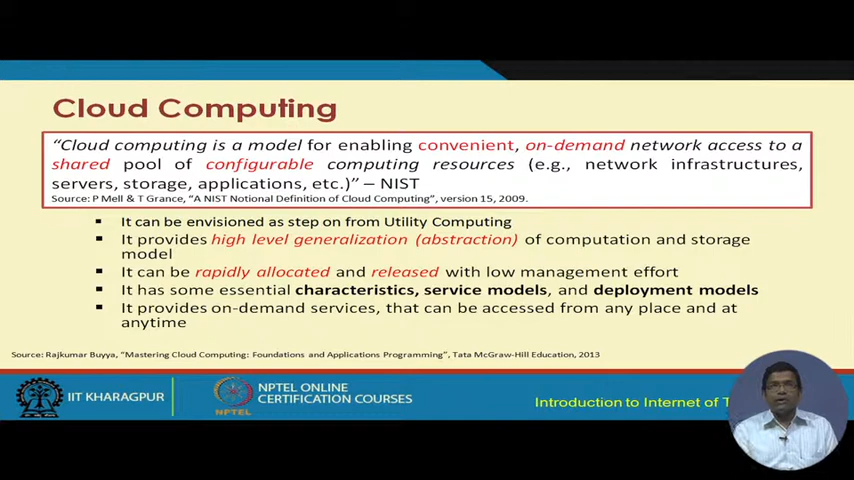 Cloud Computing
“Cloud computing is a model for enabling convenient, on-demand network access to a
shared pool of configurable computing resources (e.g., network infrastructures,
servers, storage, applications, etc.)” – NIST
Source: P Mell & T Grance, “A NIST Notional Definition of Cloud Computing”, version 15, 2009.
▪ It can be envisioned as step on from Utility Computing
▪ It provides high level generalization (abstraction) of computation and storage
model
▪ It can be rapidly allocated and released with low management effort
▪ It has some essential characteristics, service models, and deployment models
▪ It provides on-demand services, that can be accessed from any place and at
anytime
Source: Rajkumar Buyya, “Mastering Cloud Computing: Foundations and Applications Programming”, Tata McGraw-Hill Education, 2013
IIT KHARAGPUR
NPTEL
NPTEL ONLINE
CERTIFICATION COURSES
Introduction to Internet of T